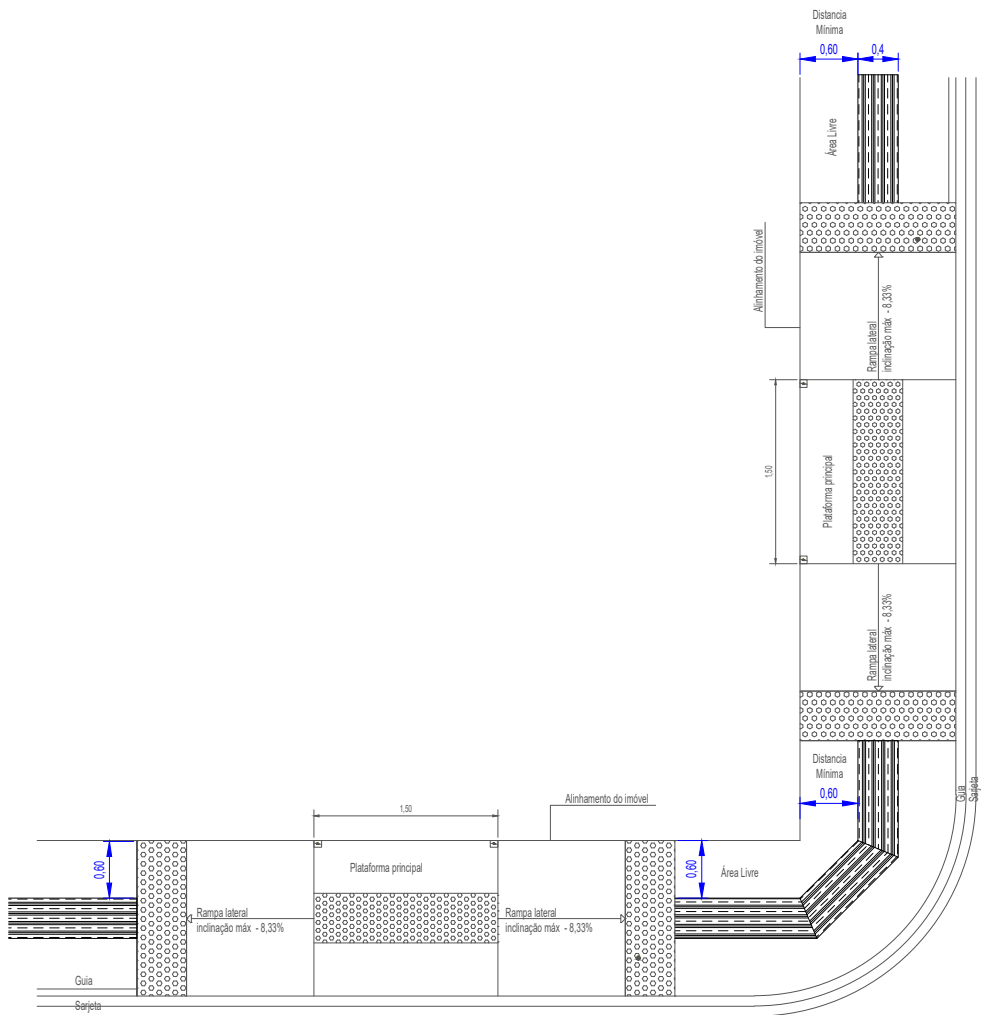 Distancia
Mínima
0,60
0,4
Área Livre
Alinhamento do imóvel
Rampa lateral
inclinação máx - 8,33%
1,50
Plataforma principal
Rampa lateral
inclinação máx - 8,33%
Distancia
Mínima
0,60
Guia
Sarjeta
1,50
Alinhamento do imóvel
0,60
Plataforma principal
0,60
Área Livre
Rampa lateral
inclinação máx - 8,33%
Rampa lateral
inclinação máx - 8,33%
Guia
Sarjeta